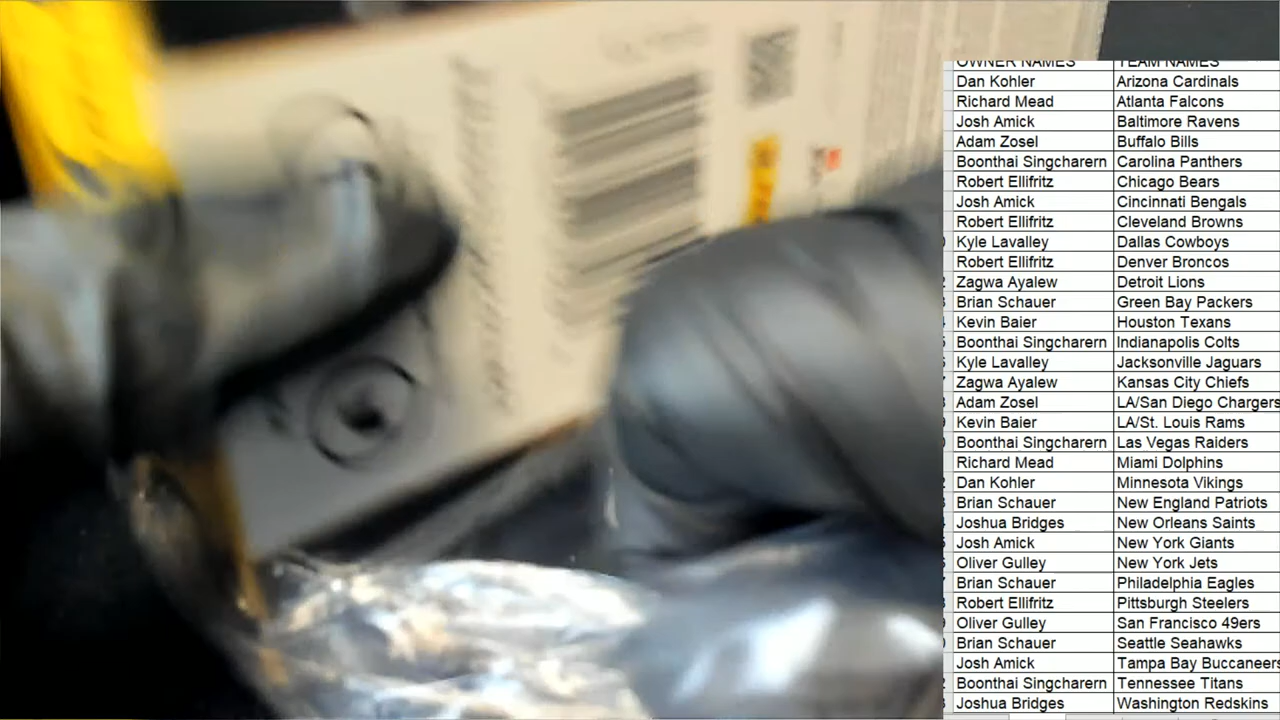 OWNER NAMES TEAM NAMES
Dan Kohler Arizona Cardinals
Richard Mead Atlanta Falcons
Josh Amick Baltimore Ravens
Adam Zosel Buffalo Bills
Boonthai Singcharern Carolina Panthers
Robert Ellifritz Chicago Bears
Josh Amick Cincinnati Bengals
Robert Ellifritz Cleveland Browns
Kyle Lavalley Dallas Cowboys
Robert Ellifritz Denver Broncos
Zagwa Ayalew Detroit Lions
Brian Schauer Green Bay Packers
Kevin Baier Houston Texans
Boonthai Singcharern Indianapolis Colts
Kyle Lavalley Jacksonville Jaguars
Zagwa Ayalew Kansas City Chiefs
Adam Zosel LA/San Diego Chargers
Kevin Baier LA/St. Louis Rams
Boonthai Singcharern Las Vegas Raiders
Richard Mead Miami Dolphins
Dan Kohler Minnesota Vikings
Brian Schauer New England Patriots
Joshua Bridges New Orleans Saints
Josh Amick New York Giants
Oliver Gulley New York Jets
Brian Schauer Philadelphia Eagles
Robert Ellifritz Pittsburgh Steelers
Oliver Gulley San Francisco 49ers
Brian Schauer Seattle Seahawks
Josh Amick Tampa Bay Buccaneers
Boonthai Singcharern Tennessee Titans
Joshua Bridges Washington Redskins